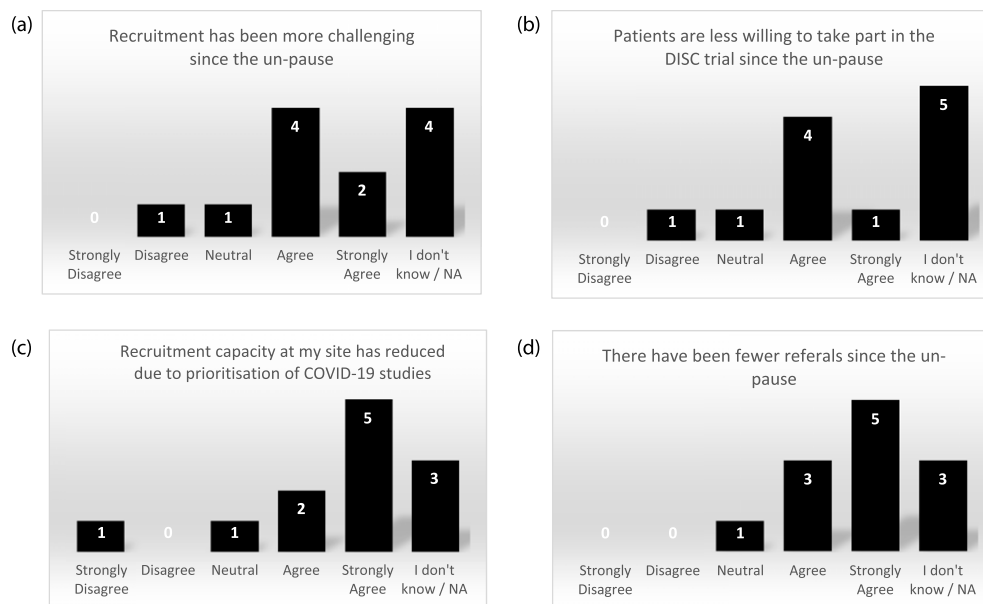 (a)
Recruitment has been more challenging
since the un-pause
0
1
1
4
2
4
Strongly
Disagree
Disagree
Neutral
Agree
Strongly
Agree
I don't
know / NA
(b)
Patients are less willing to take part in the
DISC trial since the un-pause
0
1
1
4
1
5
Strongly
Disagree
Disagree
Neutral
Agree
Strongly
Agree
I don't
know / NA
(c)
Recruitment capacity at my site has reduced
due to prioritisation of COVID-19 studies
1
0
1
2
5
3
Strongly
Disagree
Disagree
Neutral
Agree
Strongly
Agree
I don't
know / NA
(d)
There have been fewer referals since the un-
pause
0
0
1
3
5
3
Strongly
Disagree
Disagree
Neutral
Agree
Strongly
Agree
I don't
know / NA